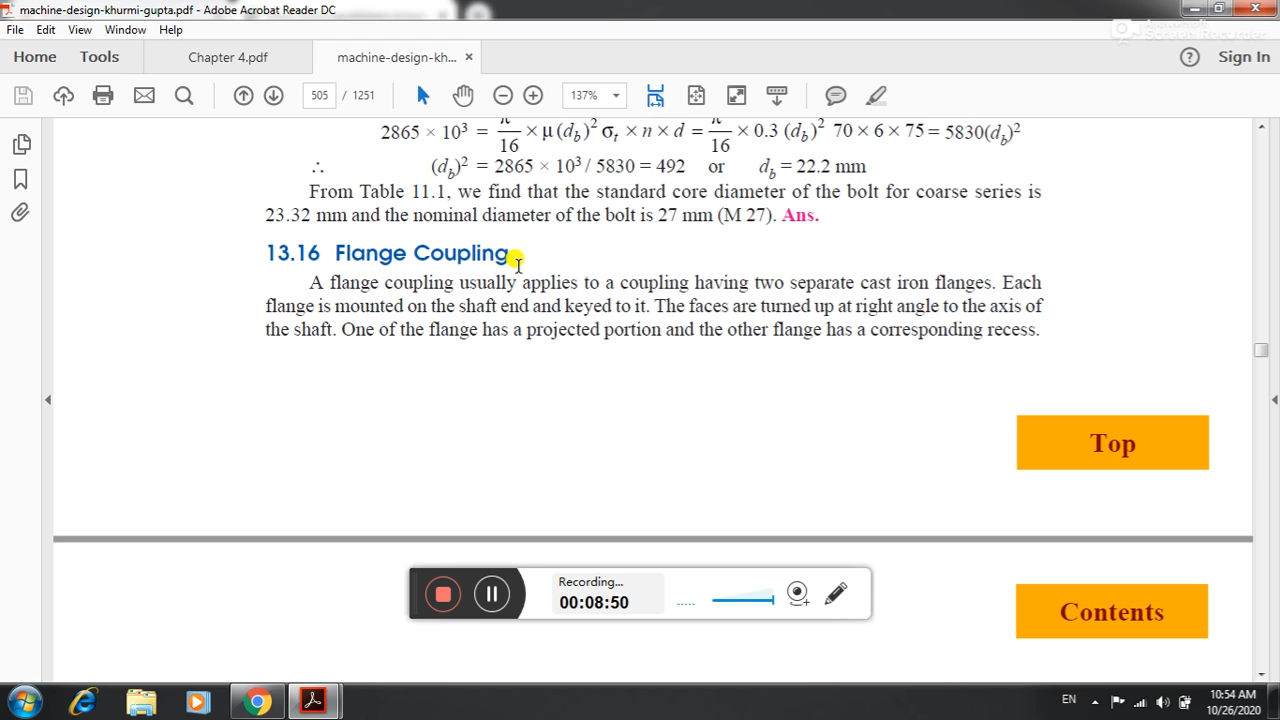 machine-design-khurmi-gupta.pdf - Adobe Acrobat Reader DC
File Edit View Window Help
Screen Recorder
Home Tools Chapter 4.pdf machine-design-kh... × Sign In
505 / 1251 137%
2865 × 10³ = π/16 × μ (d_b)² σ_t × n × d = π/16 × 0.3 (d_b)² 70 × 6 × 75 = 5830(d_b)²
∴ (d_b)² = 2865 × 10³ / 5830 = 492 or d_b = 22.2 mm
From Table 11.1, we find that the standard core diameter of the bolt for coarse series is
23.32 mm and the nominal diameter of the bolt is 27 mm (M 27). Ans.
13.16 Flange Coupling
A flange coupling usually applies to a coupling having two separate cast iron flanges. Each
flange is mounted on the shaft end and keyed to it. The faces are turned up at right angle to the axis of
the shaft. One of the flange has a projected portion and the other flange has a corresponding recess.
Top
Recording...
00:08:50
Contents
EN
10:54 AM
10/26/2020